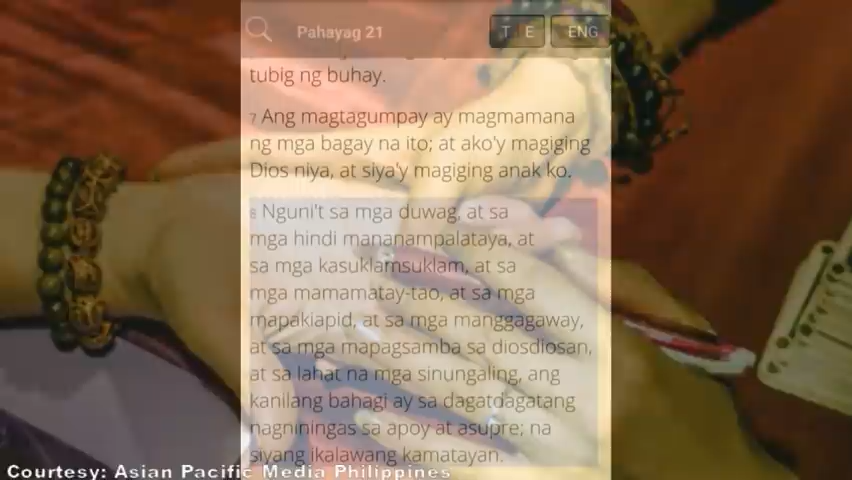 Pahayag 21
T E
ENG
tubig ng buhay.
7 Ang magtagumpay ay magmamana
ng mga bagay na ito; at ako'y magiging
Dios niya, at siya'y magiging anak ko.
8 Nguni't sa mga duwag, at sa
mga hindi mananampalataya, at
sa mga kasuklamsuklam, at sa
mga mamamatay-tao, at sa mga
mapakiapid, at sa mga manggagaway,
at sa mga mapagsamba sa diosdiosan,
at sa lahat na mga sinungaling, ang
kanilang bahagi ay sa dagatdagatang
nagniningas sa apoy at asupre; na
siyang ikalawang kamatayan.
Courtesy: Asian Pacific Media Philippines